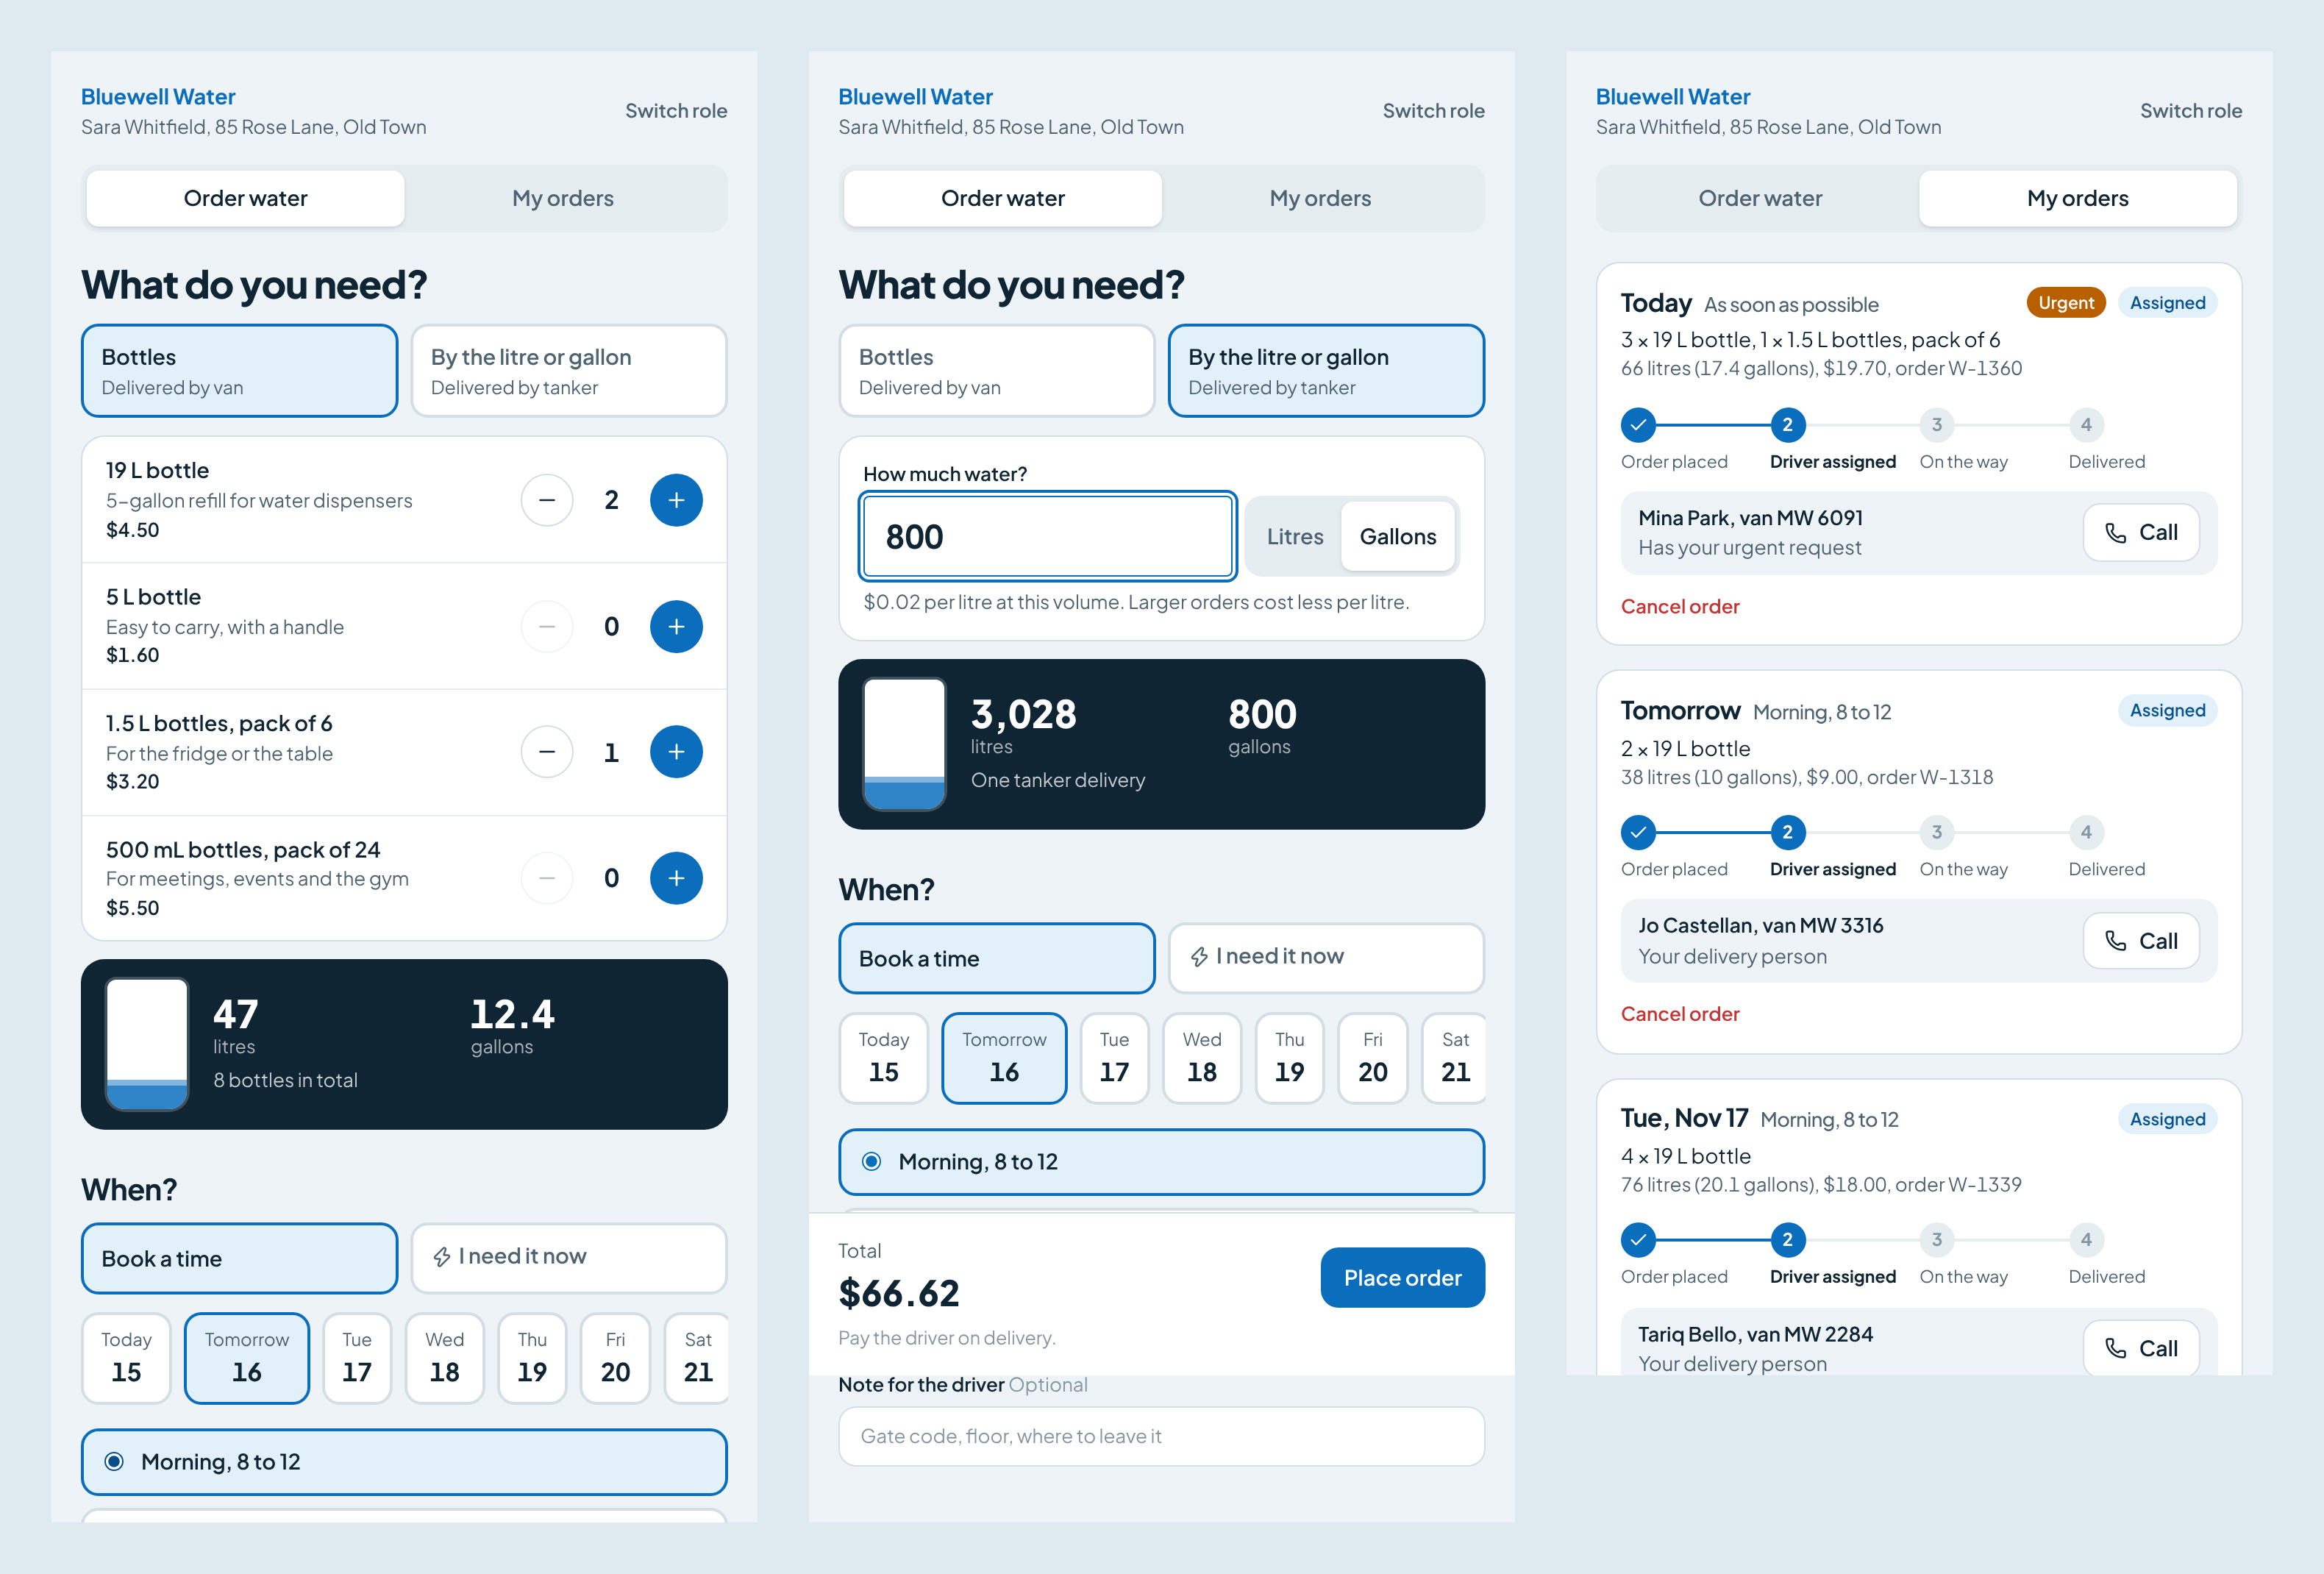 Bluewell Water
Sara Whitfield, 85 Rose Lane, Old Town
Switch role
Order water
My orders
What do you need?
Bottles
Delivered by van
By the litre or gallon
Delivered by tanker
19 L bottle
5-gallon refill for water dispensers
$4.50
− 2 +
5 L bottle
Easy to carry, with a handle
$1.60
− 0 +
1.5 L bottles, pack of 6
For the fridge or the table
$3.20
− 1 +
500 mL bottles, pack of 24
For meetings, events and the gym
$5.50
− 0 +
47
litres
12.4
gallons
8 bottles in total
When?
Book a time
I need it now
Today
15
Tomorrow
16
Tue
17
Wed
18
Thu
19
Fri
20
Sat
21
Morning, 8 to 12
Bluewell Water
Sara Whitfield, 85 Rose Lane, Old Town
Switch role
Order water
My orders
What do you need?
Bottles
Delivered by van
By the litre or gallon
Delivered by tanker
How much water?
800
Litres
Gallons
$0.02 per litre at this volume. Larger orders cost less per litre.
3,028
litres
800
gallons
One tanker delivery
When?
Book a time
I need it now
Today
15
Tomorrow
16
Tue
17
Wed
18
Thu
19
Fri
20
Sat
21
Morning, 8 to 12
Total
$66.62
Place order
Pay the driver on delivery.
Note for the driver Optional
Gate code, floor, where to leave it
Bluewell Water
Sara Whitfield, 85 Rose Lane, Old Town
Switch role
Order water
My orders
Today As soon as possible
Urgent
Assigned
3 × 19 L bottle, 1 × 1.5 L bottles, pack of 6
66 litres (17.4 gallons), $19.70, order W-1360
2
3
4
Order placed
Driver assigned
On the way
Delivered
Mina Park, van MW 6091
Has your urgent request
Call
Cancel order
Tomorrow Morning, 8 to 12
Assigned
2 × 19 L bottle
38 litres (10 gallons), $9.00, order W-1318
2
3
4
Order placed
Driver assigned
On the way
Delivered
Jo Castellan, van MW 3316
Your delivery person
Call
Cancel order
Tue, Nov 17 Morning, 8 to 12
Assigned
4 × 19 L bottle
76 litres (20.1 gallons), $18.00, order W-1339
2
3
4
Order placed
Driver assigned
On the way
Delivered
Tariq Bello, van MW 2284
Your delivery person
Call